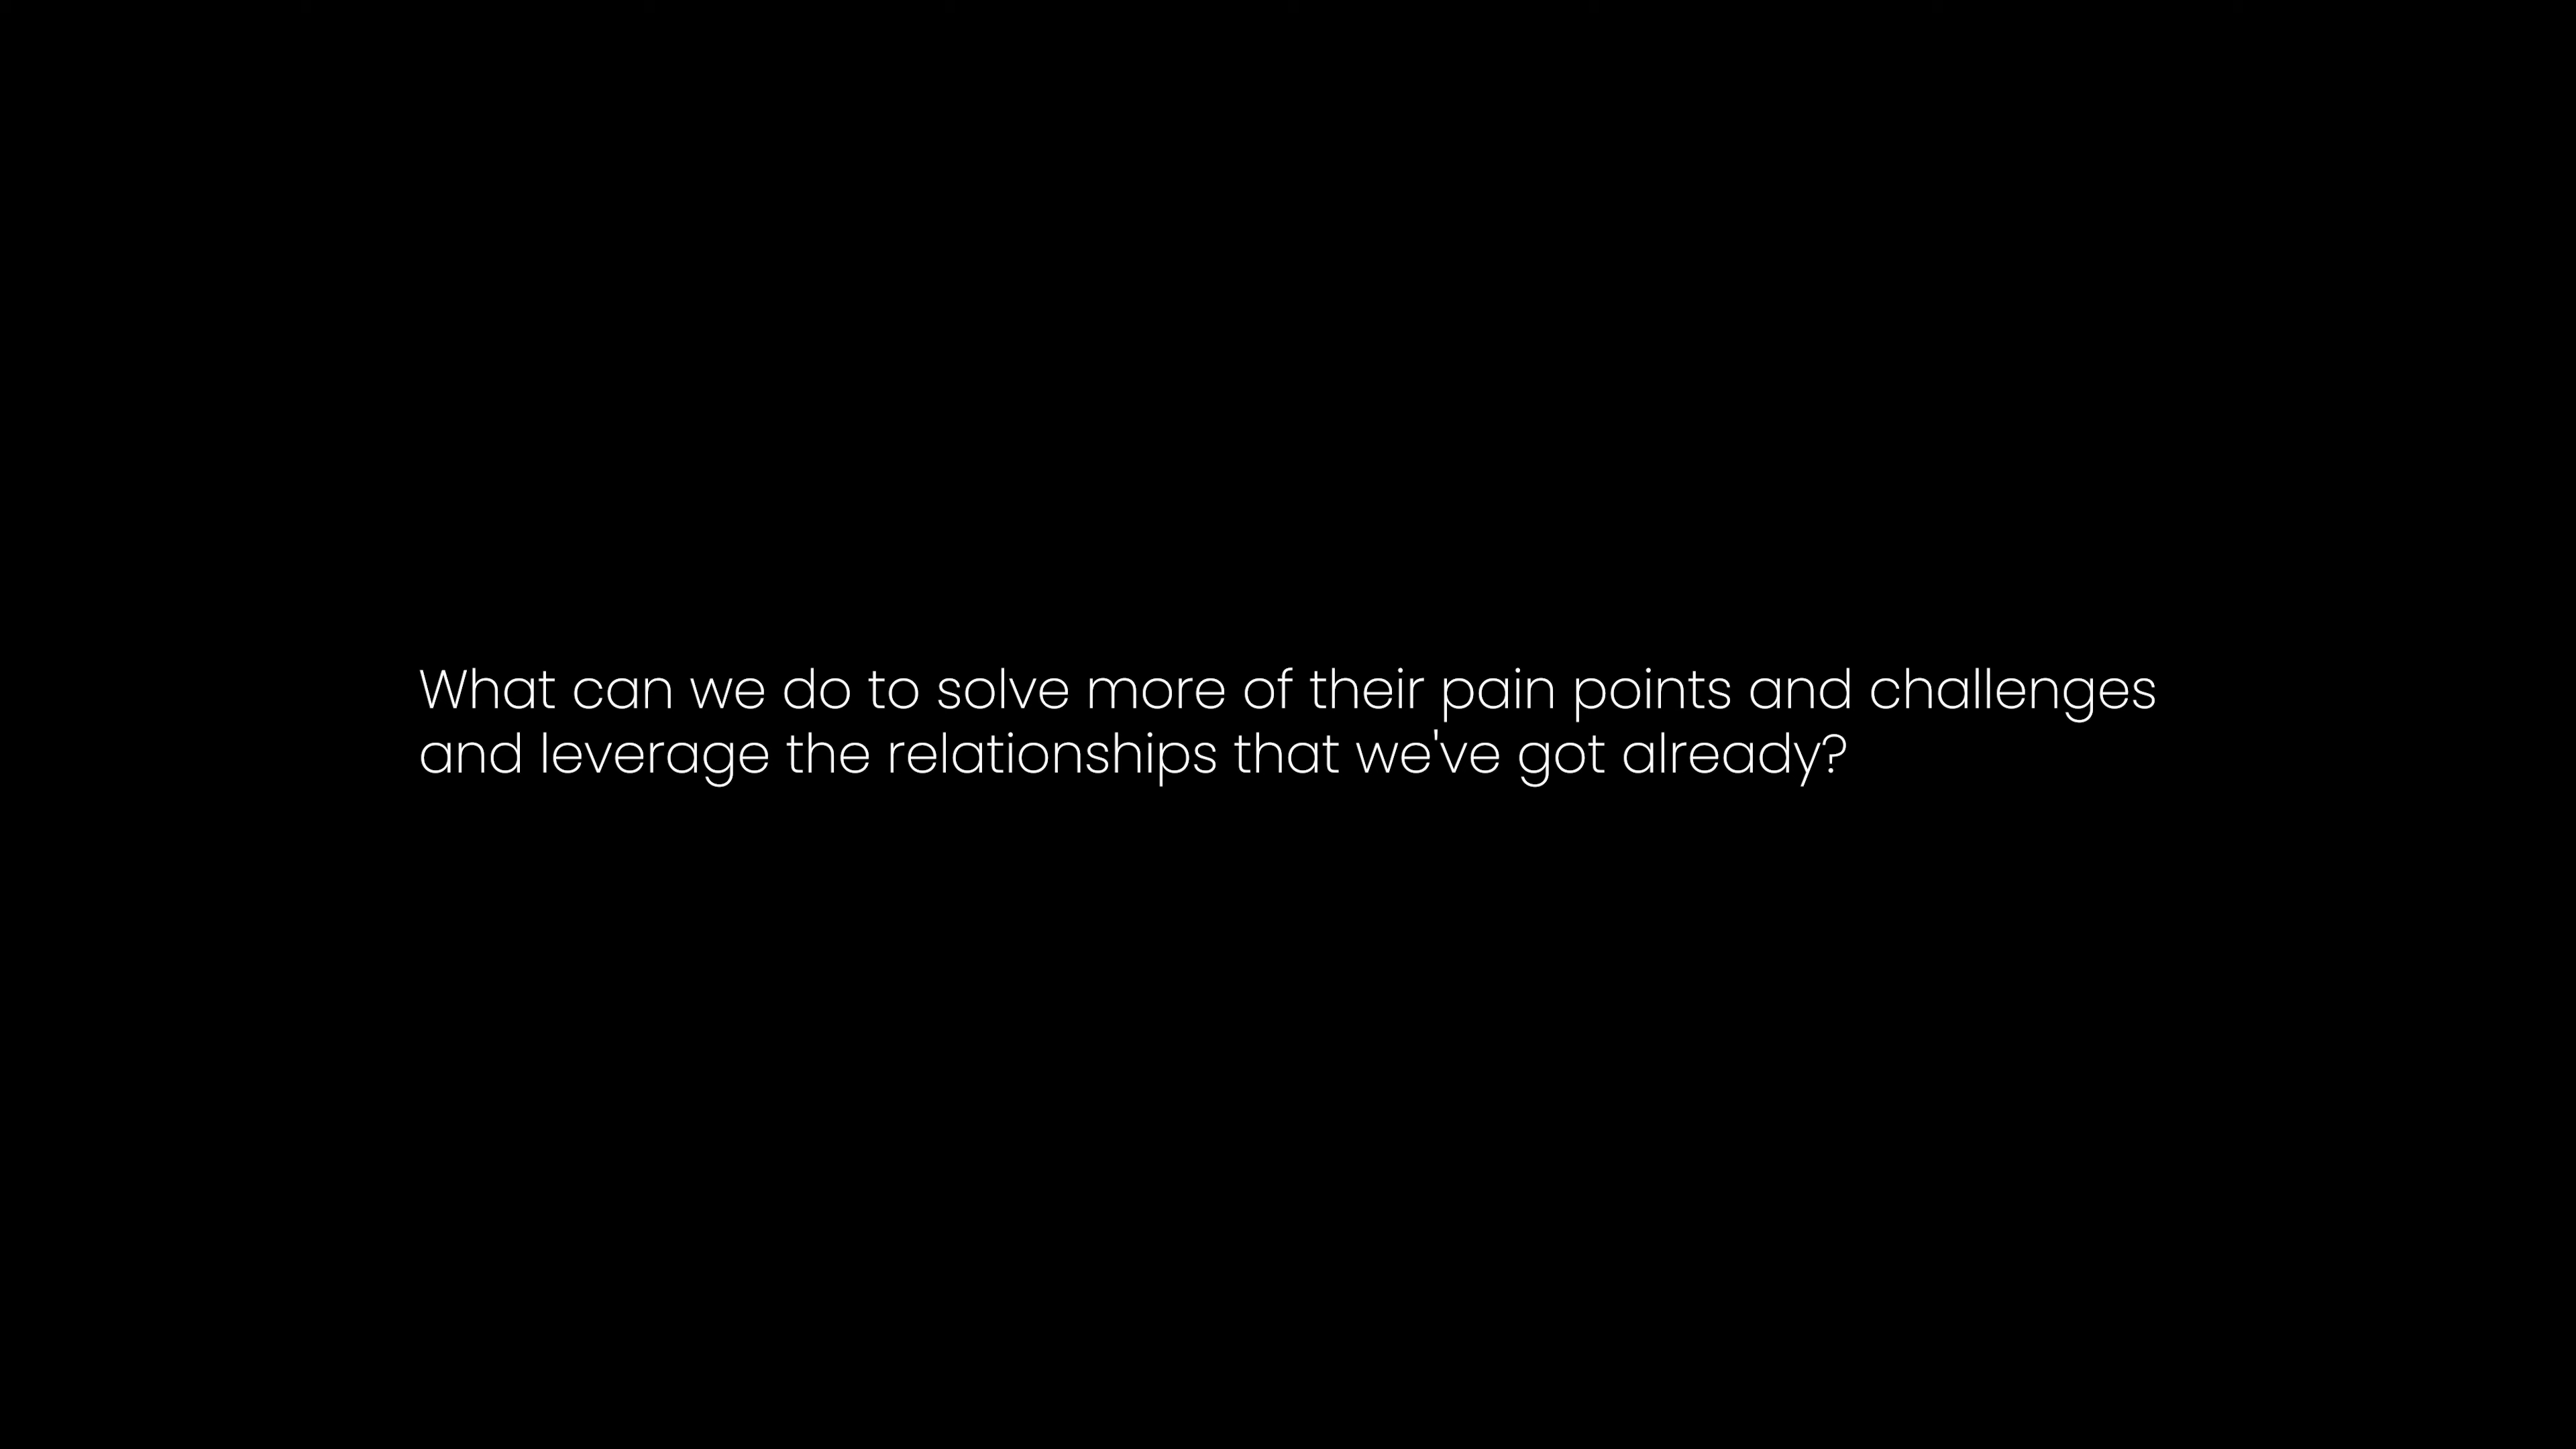 What can we do to solve more of their pain points and challenges
and leverage the relationships that we've got already?